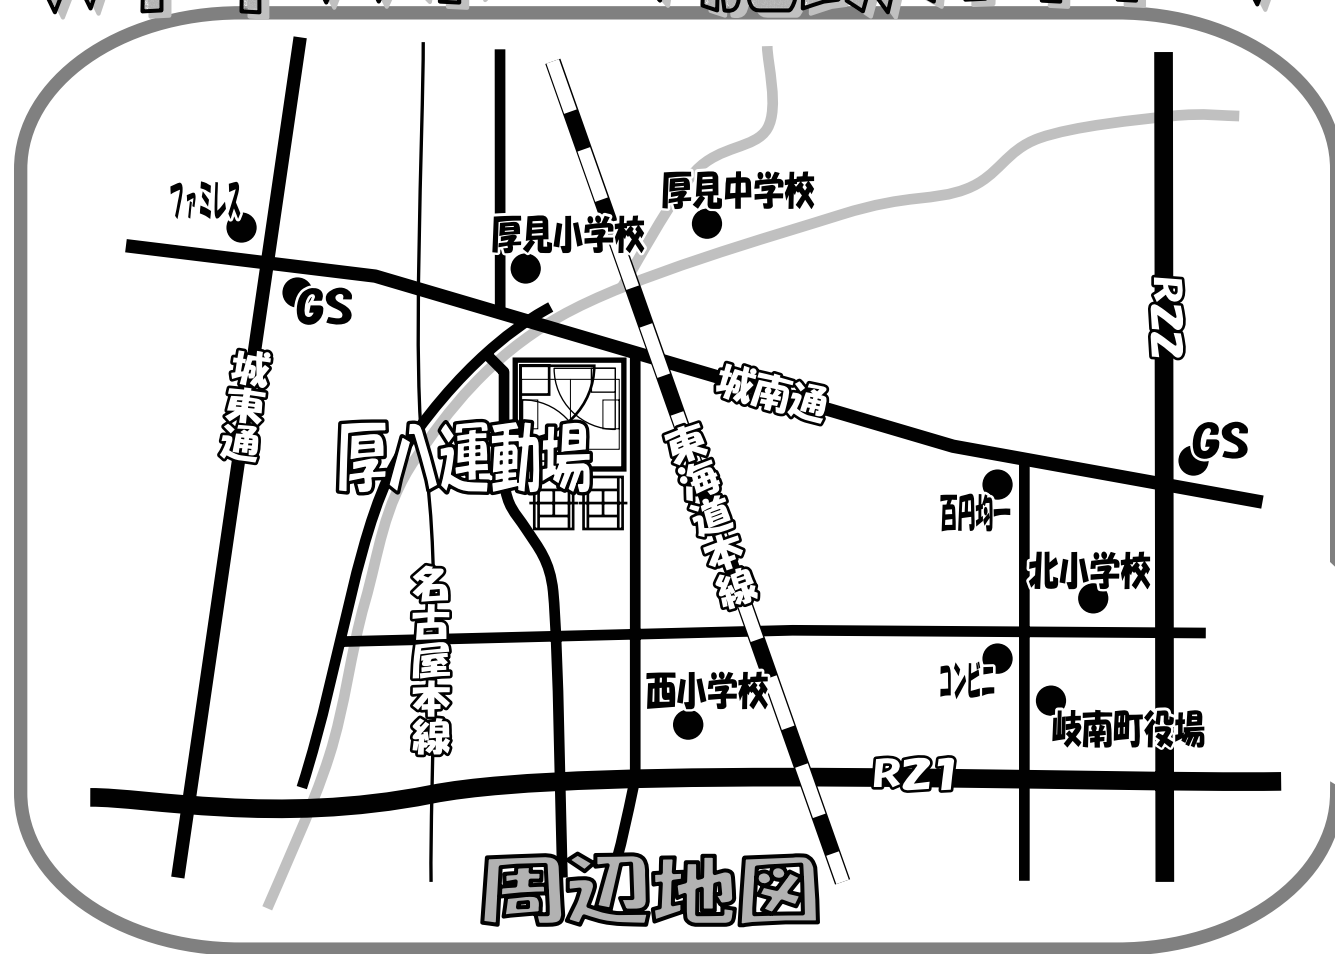 ファミレス
厚見中学校
厚見小学校
GS
R22
城東通
城南通
厚八運動場
東海道本線
GS
百円均一
北小学校
名古屋本線
西小学校
コンビニ
岐南町役場
R21
周辺地図